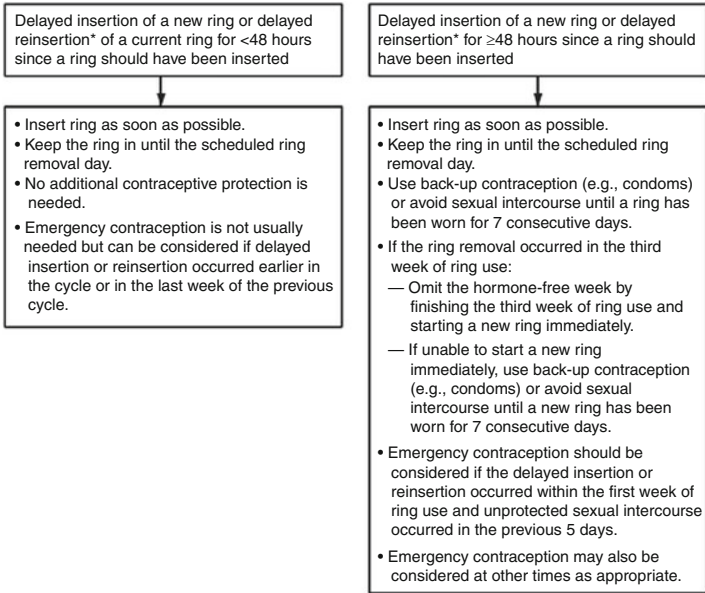 Delayed insertion of a new ring or delayed
reinsertion* of a current ring for <48 hours
since a ring should have been inserted
• Insert ring as soon as possible.
• Keep the ring in until the scheduled ring
removal day.
• No additional contraceptive protection is
needed.
• Emergency contraception is not usually
needed but can be considered if delayed
insertion or reinsertion occurred earlier in
the cycle or in the last week of the previous
cycle.
Delayed insertion of a new ring or delayed
reinsertion* for ≥48 hours since a ring should
have been inserted
• Insert ring as soon as possible.
• Keep the ring in until the scheduled ring
removal day.
• Use back-up contraception (e.g., condoms)
or avoid sexual intercourse until a ring has
been worn for 7 consecutive days.
• If the ring removal occurred in the third
week of ring use:
— Omit the hormone-free week by
finishing the third week of ring use and
starting a new ring immediately.
— If unable to start a new ring
immediately, use back-up contraception
(e.g., condoms) or avoid sexual
intercourse until a new ring has been
worn for 7 consecutive days.
• Emergency contraception should be
considered if the delayed insertion or
reinsertion occurred within the first week of
ring use and unprotected sexual intercourse
occurred in the previous 5 days.
• Emergency contraception may also be
considered at other times as appropriate.